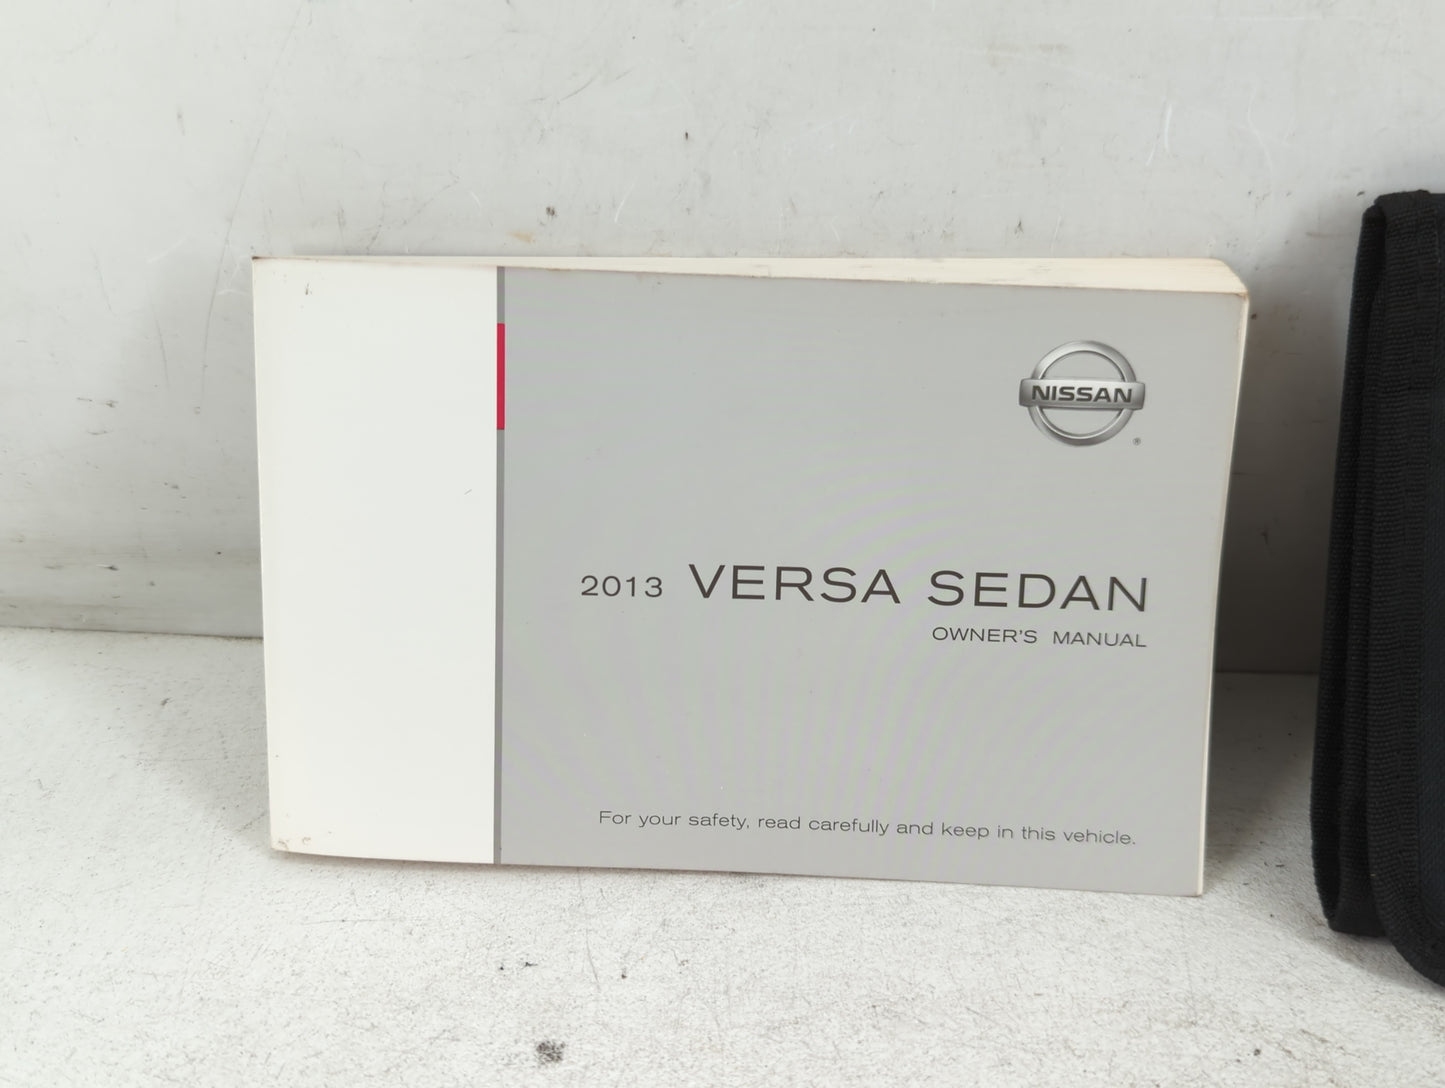 NISSAN
®
2013 VERSA SEDAN
OWNER'S MANUAL
For your safety, read carefully and keep in this vehicle.